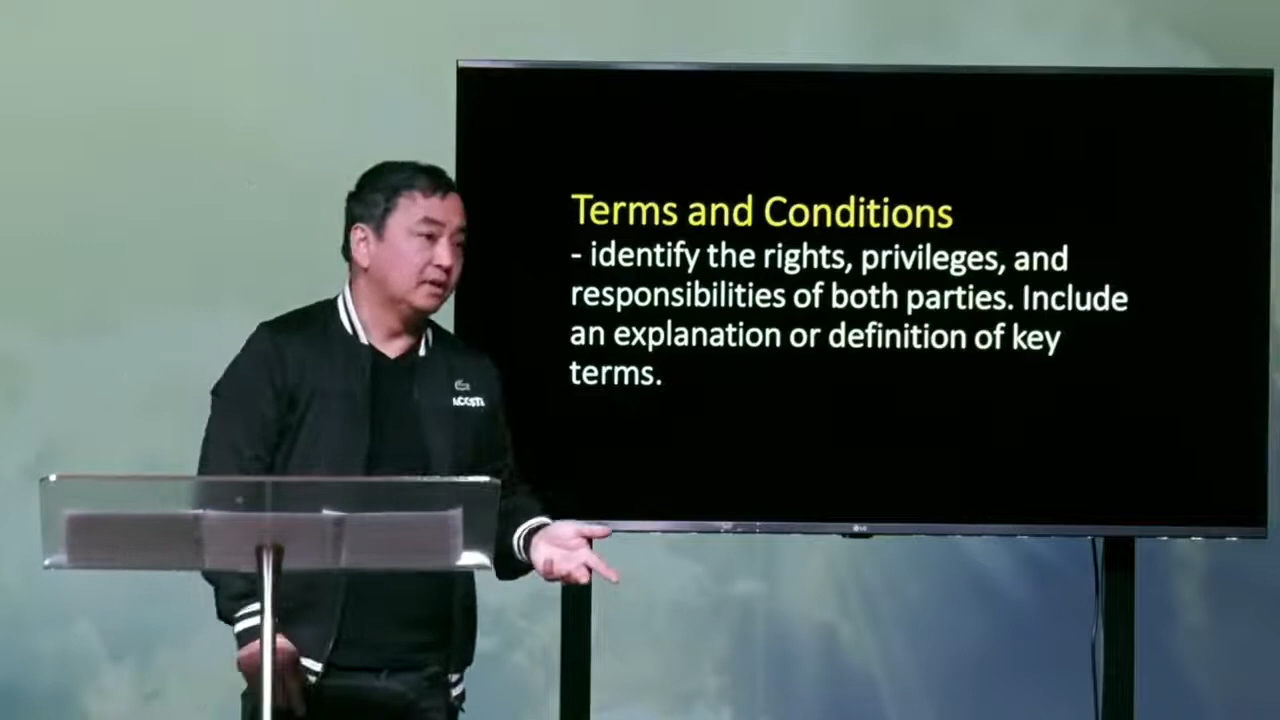 Terms and Conditions
- identify the rights, privileges, and
responsibilities of both parties. Include
an explanation or definition of key
terms.
LG